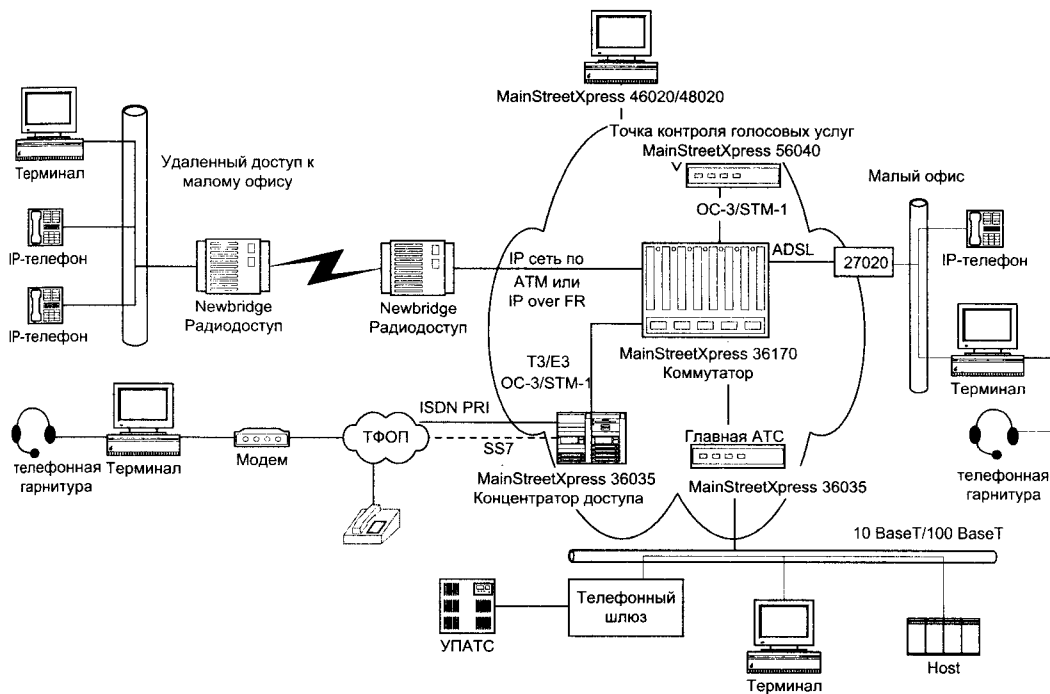 MainStreetXpress 46020/48020
Точка контроля голосовых услуг
MainStreetXpress 56040
OC-3/STM-1
Терминал
Удаленный доступ к
малому офису
IP-телефон
IP-телефон
Newbridge
Радиодоступ
Newbridge
Радиодоступ
IP сеть по
ATM или
IP over FR
ADSL
27020
Малый офис
IP-телефон
Терминал
телефонная
гарнитура
MainStreetXpress 36170
Коммутатор
T3/E3
OC-3/STM-1
ISDN PRI
SS7
ТФОП
Модем
Терминал
телефонная
гарнитура
MainStreetXpress 36035
Концентратор доступа
Главная АТС
MainStreetXpress 36035
10 BaseT/100 BaseT
УПАТС
Телефонный
шлюз
Терминал
Host